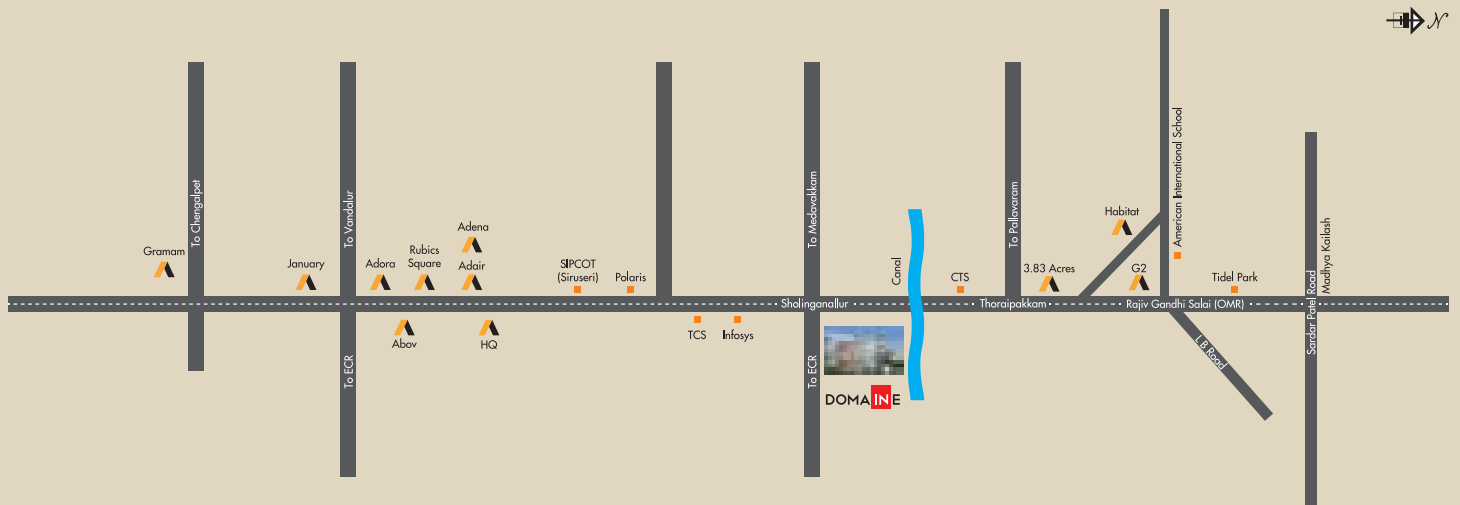 N
To Chengalpet
To Vandalur
To Medavakkam
To Pallavaram
American International School
Madhya Kailash
Gramam
January
Adora
Rubics
Square
Adena
Adair
SIPCOT
(Siruseri)
Polaris
Canal
CTS
3.83 Acres
Habitat
G2
Tidel Park
Sholinganallur
Thoraipakkam
Rajiv Gandhi Salai (OMR)
Sardar Patel Road
Abov
HQ
TCS
Infosys
To ECR
To ECR
L B Road
DOMAINE